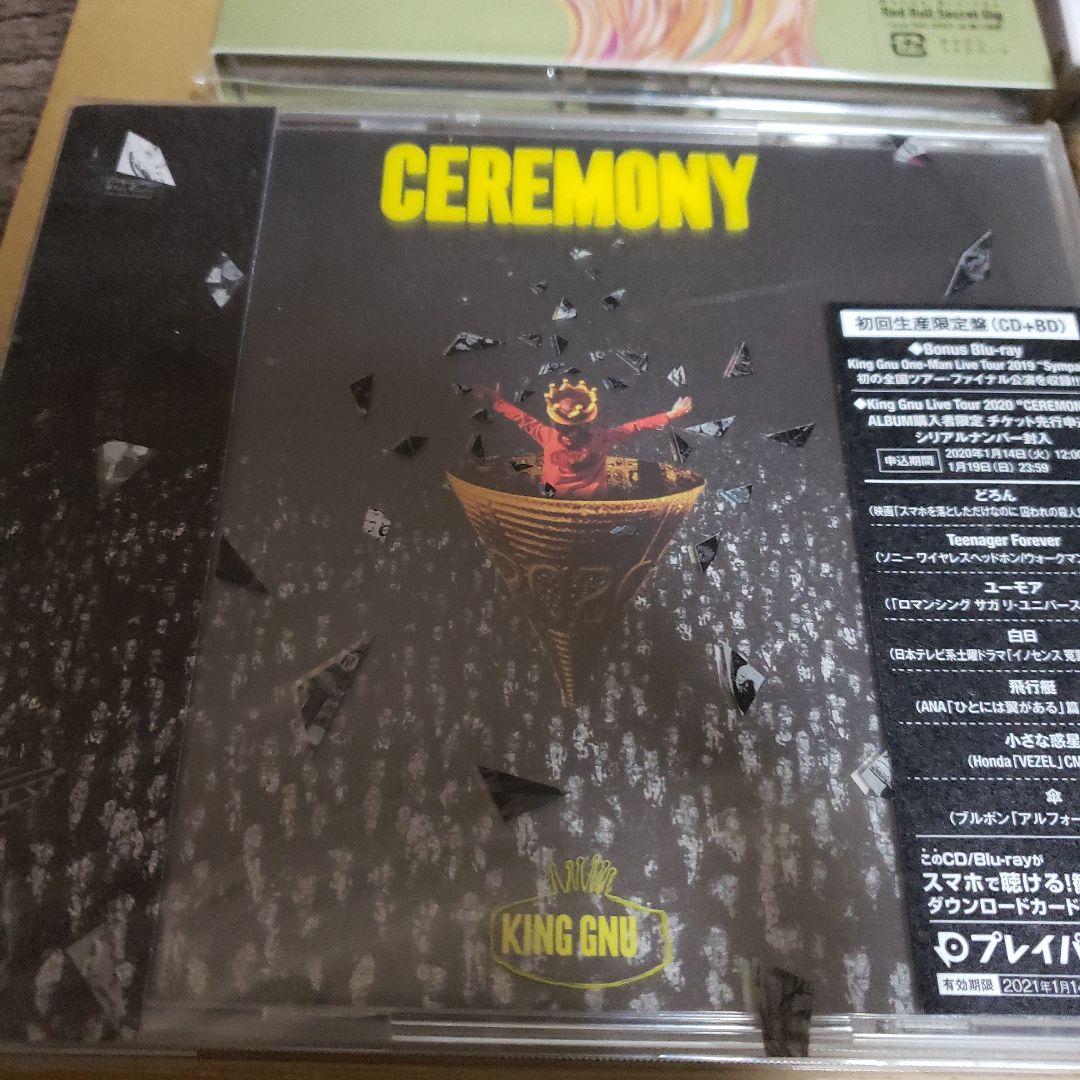 Red Bull Secret Gig
CEREMONY
初回生産限定盤(CD+BD)
◆Bonus Blu-ray
King Gnu One-Man Live Tour 2019 "Sympa
初の全国ツアーファイナル公演を収録!!
◆King Gnu Live Tour 2020 "CEREMON
ALBUM購入者限定 チケット先行申
シリアルナンバー封入
申込期間 2020年1月14日(火) 12:00
1月19日(日) 23:59
どろん
(映画「スマホを落としただけなのに 囚われの殺人
Teenager Forever
(ソニー ワイヤレスヘッドホン/ウォークマン
ユーモア
(「ロマンシング サガ リ・ユニバース
白日
(日本テレビ系土曜ドラマ「イノセンス 冤
飛行艇
(ANA「ひとには翼がある」篇
小さな惑星
(Honda「VEZEL」CM
傘
(ブルボン「アルフォー
このCD/Blu-rayが
スマホで聴ける!
ダウンロードカード
プレイパ
有効期限 2021年1月14
KING GNU